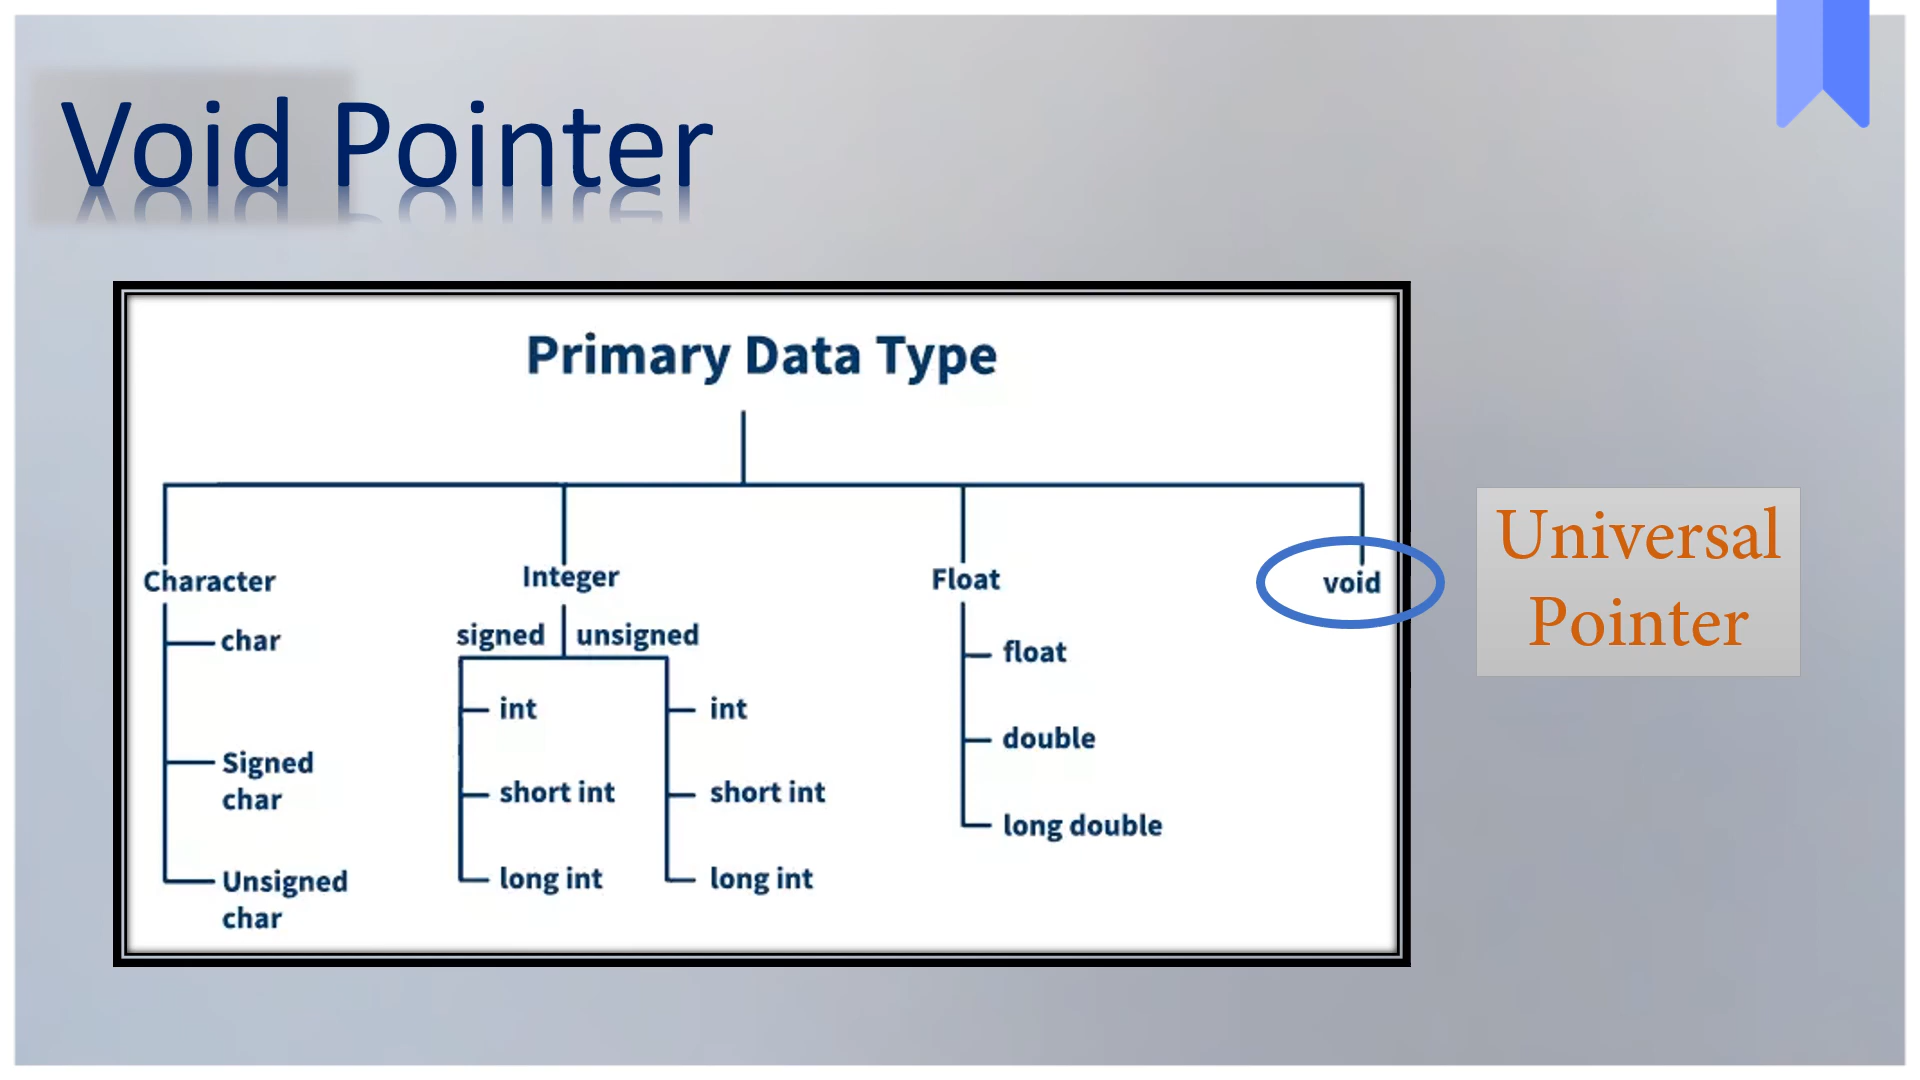 Void Pointer
Primary Data Type
Character
Integer
Float
void
char
Signed
char
Unsigned
char
signed
unsigned
int
short int
long int
int
short int
long int
float
double
long double
Universal
Pointer